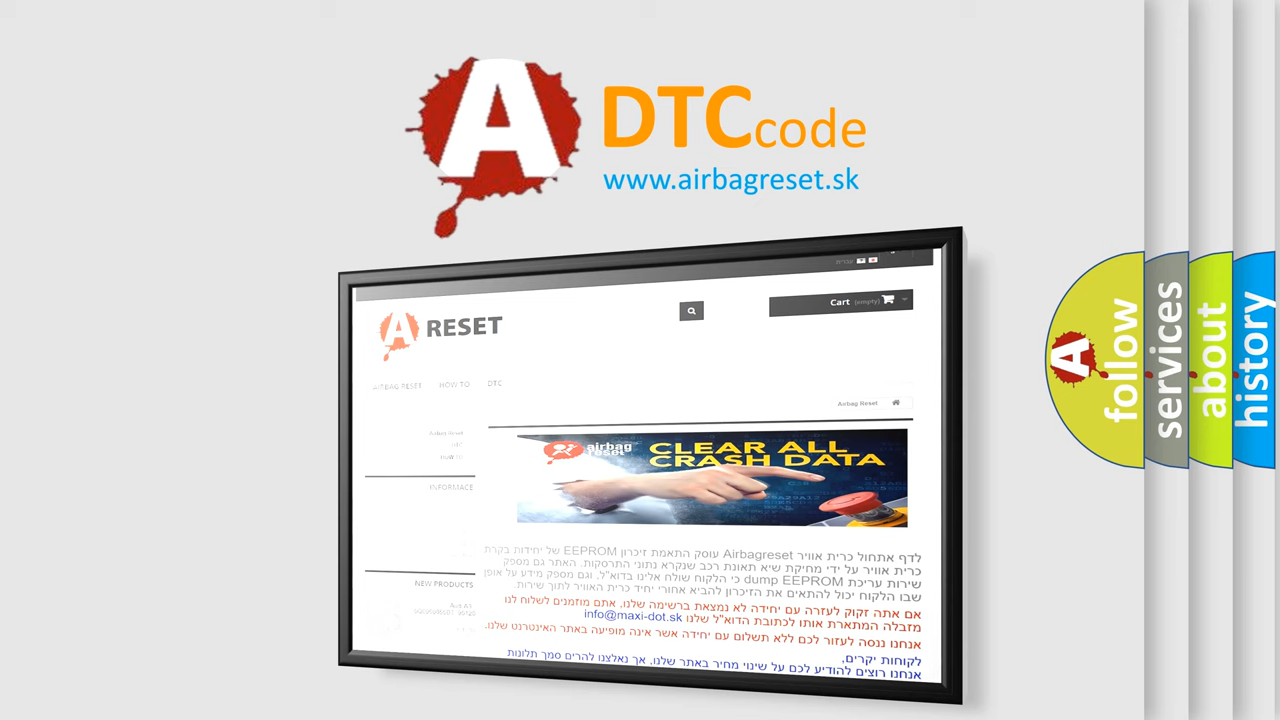 A
DTC code
www.airbagreset.sk
עברית
Cart (empty)
A RESET
AIRBAG RESET HOW TO DTC
Airbag Reset
Airbag Reset
HOW TO
INFORMACE
NEW PRODUCTS
airbag
reset
CLEAR ALL
CRASH DATA
לדף אתחול כרית אוויר Airbagreset עוסק התאמת זיכרון EEPROM של יחידות בקרת
כרית אוויר על ידי מחיקת שיא תאונת רכב שנקרא נתוני התרסקות. האתר גם מספק
שירות עריכת dump EEPROM כי הלקוח שולח אלינו בדוא"ל, וגם מספק מידע על אופן
שבו הלקוח יכול להתאים את הזיכרון להביא אחורי יחיד כרית האוויר לתוך שירות.
אם אתה זקוק לעזרה עם יחידה לא נמצאת ברשימה שלנו, אתם מוזמנים לשלוח לנו
מזבלה המתארת אותו לכתובת הדוא"ל שלנו info@maxi-dot.sk
אנחנו ננסה לעזור לכם ללא תשלום עם יחידה אשר אינה מופיעה באתר האינטרנט שלנו.
לקוחות יקרים,
אנחנו רוצים להודיע לכם על שינוי מחיר באתר שלנו, אך נאלצנו להרים סמך תלונות
A
follow
services
about
history